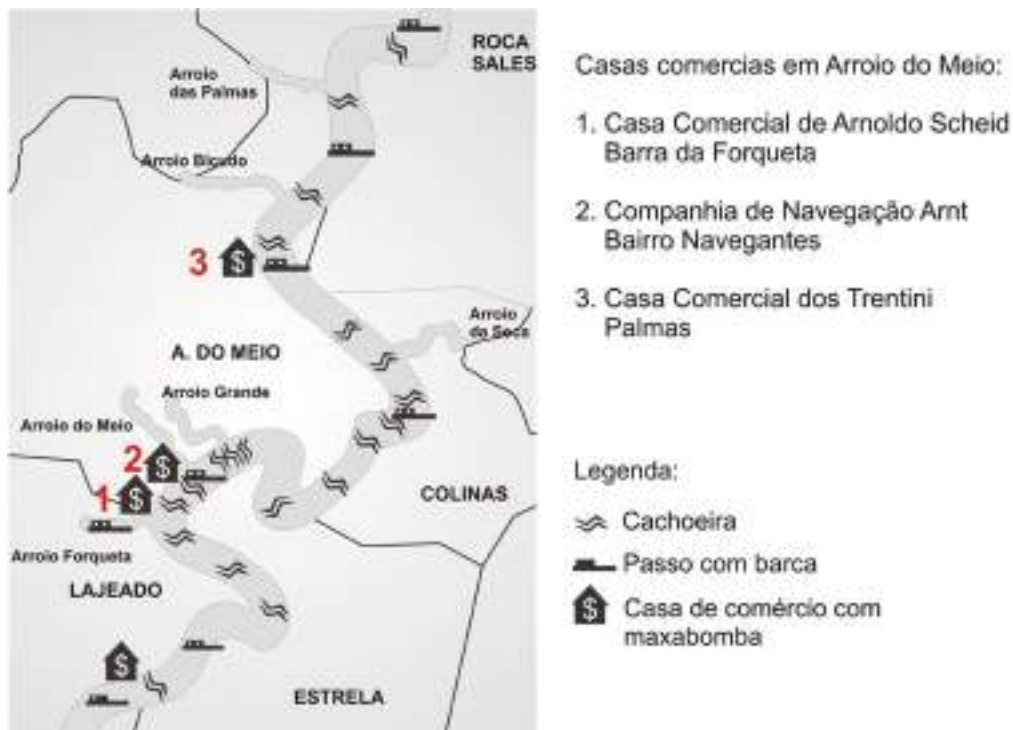 ROCA
SALES
Arroio
das Palmas
Arroio Bicudo
3
$
Arroio
da Seca
A. DO MEIO
Arroio Grande
Arroio do Meio
2
$
1
$
COLINAS
Arroio Forqueta
LAJEADO
$
ESTRELA
Casas comercias em Arroio do Meio:
1. Casa Comercial de Arnoldo Scheid
Barra da Forqueta
2. Companhia de Navegação Arnt
Bairro Navegantes
3. Casa Comercial dos Trentini
Palmas
Legenda:
Cachoeira
Passo com barca
$ Casa de comércio com
maxabomba